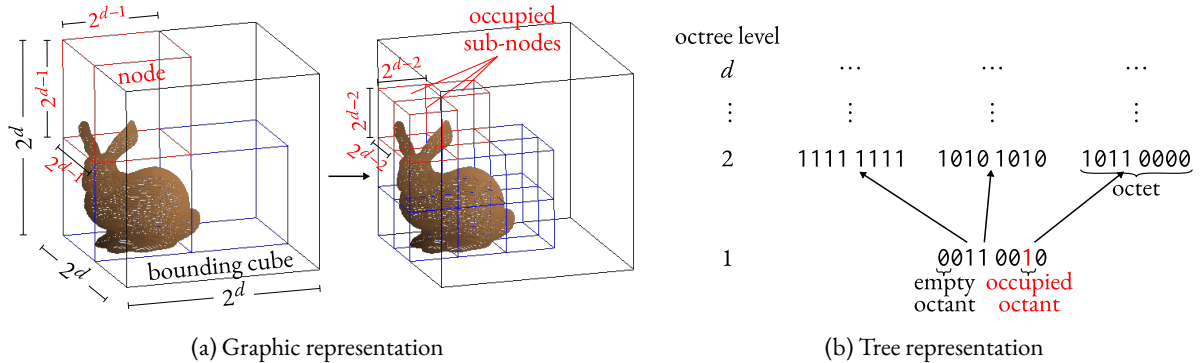 2^{d-1}
node
2^{d-1}
2^d
2^{d-1}
2^d
bounding cube
2^d
occupied
sub-nodes
2^{d-2}
2^{d-2}
2^{d-2}
(a) Graphic representation
octree level
d ... ... ...
⋮ ⋮ ⋮ ⋮
2 1111 1111 1010 1010 1011 0000
octet
1 0011 0010
empty occupied
octant octant
(b) Tree representation